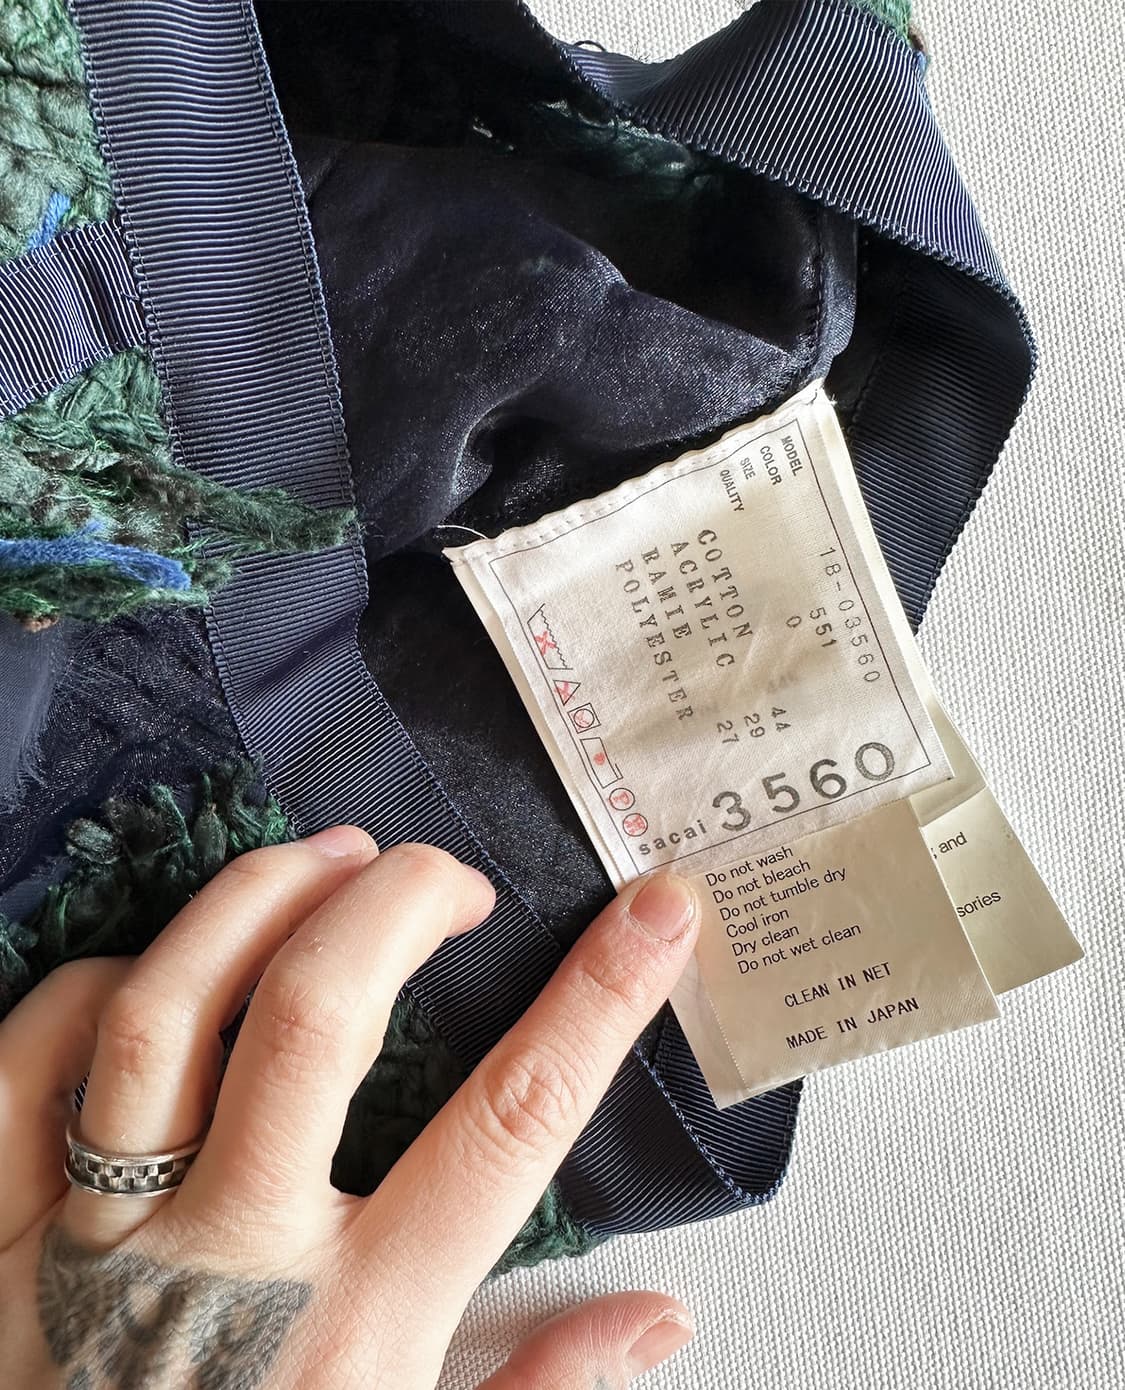 MODEL 18-03560
COLOR 551
SIZE 0
QUALITY
COTTON 44
ACRYLIC 29
RAMIE 27
POLYESTER
sacai 3560
Do not wash
Do not bleach
Do not tumble dry
Cool iron
Dry clean
Do not wet clean
CLEAN IN NET
MADE IN JAPAN
and